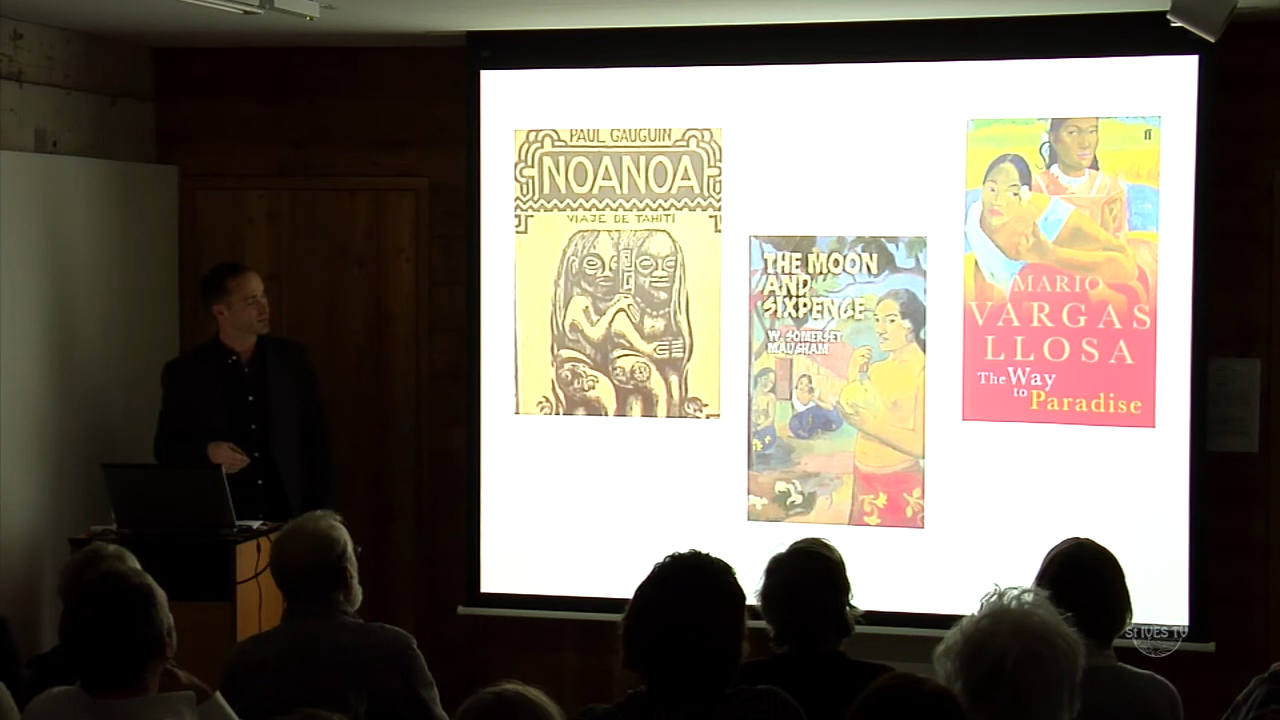 PAUL GAUGUIN
NOANOA
VIAJE DE TAHITI
THE MOON
AND
SIXPENCE
W. SOMERSET
MAUGHAM
ff
MARIO
VARGAS
LLOSA
The Way
to Paradise
ST IVES TV